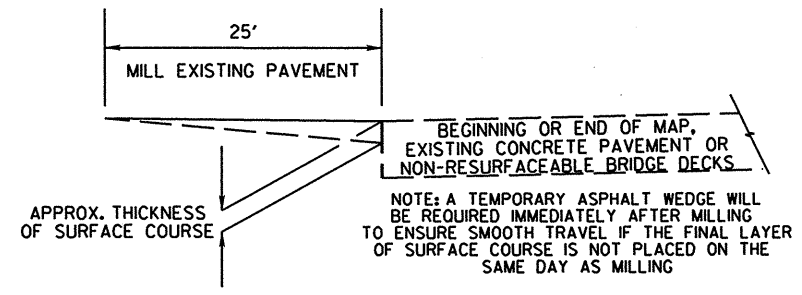 25'
MILL EXISTING PAVEMENT
BEGINNING OR END OF MAP,
EXISTING CONCRETE PAVEMENT OR
NON-RESURFACEABLE BRIDGE DECKS
APPROX. THICKNESS
OF SURFACE COURSE
NOTE: A TEMPORARY ASPHALT WEDGE WILL
BE REQUIRED IMMEDIATELY AFTER MILLING
TO ENSURE SMOOTH TRAVEL IF THE FINAL LAYER
OF SURFACE COURSE IS NOT PLACED ON THE
SAME DAY AS MILLING